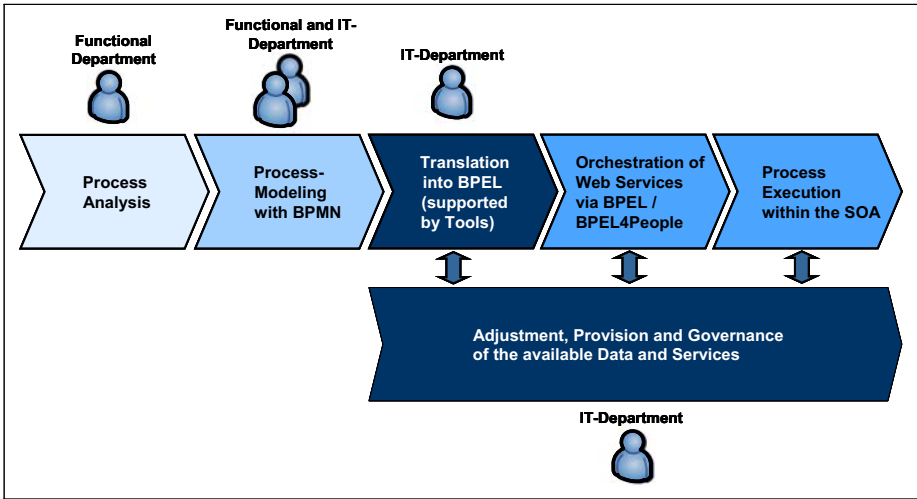 Functional
Department
Functional and IT-
Department
IT-Department
Process
Analysis
Process-
Modeling
with BPMN
Translation
into BPEL
(supported
by Tools)
Orchestration of
Web Services
via BPEL /
BPEL4People
Process
Execution
within the SOA
Adjustment, Provision and Governance
of the available Data and Services
IT-Department